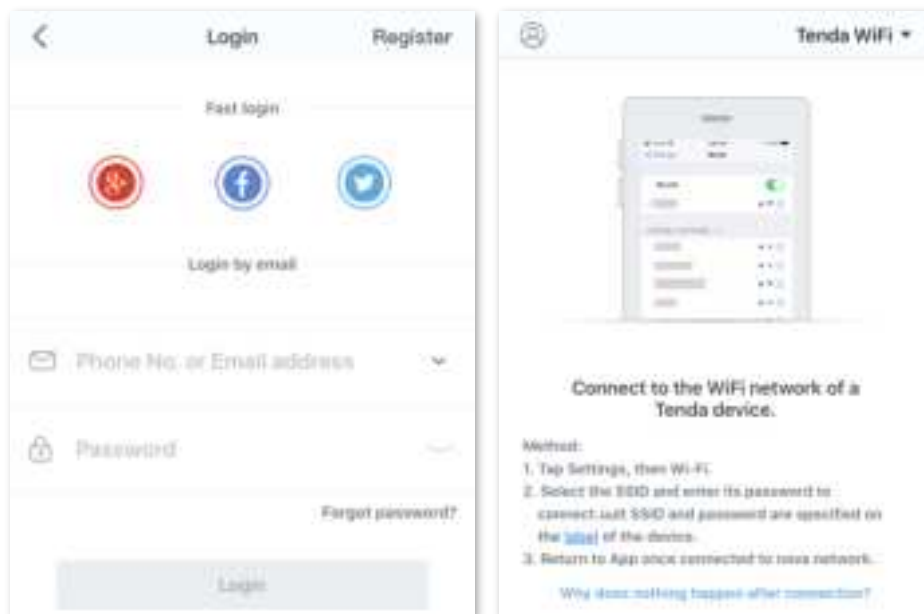 Login
Register
Fast login
Login by email
Phone No. or Email address
Password
Forgot password?
Login
Tenda WiFi
Connect to the WiFi network of a
Tenda device.
Method:
1. Tap Settings, then Wi-Fi.
2. Select the SSID and enter its password to
connect. SSID and password are specified on
the label of the device.
3. Return to App once connected to nova network.
Why does nothing happen after connection?